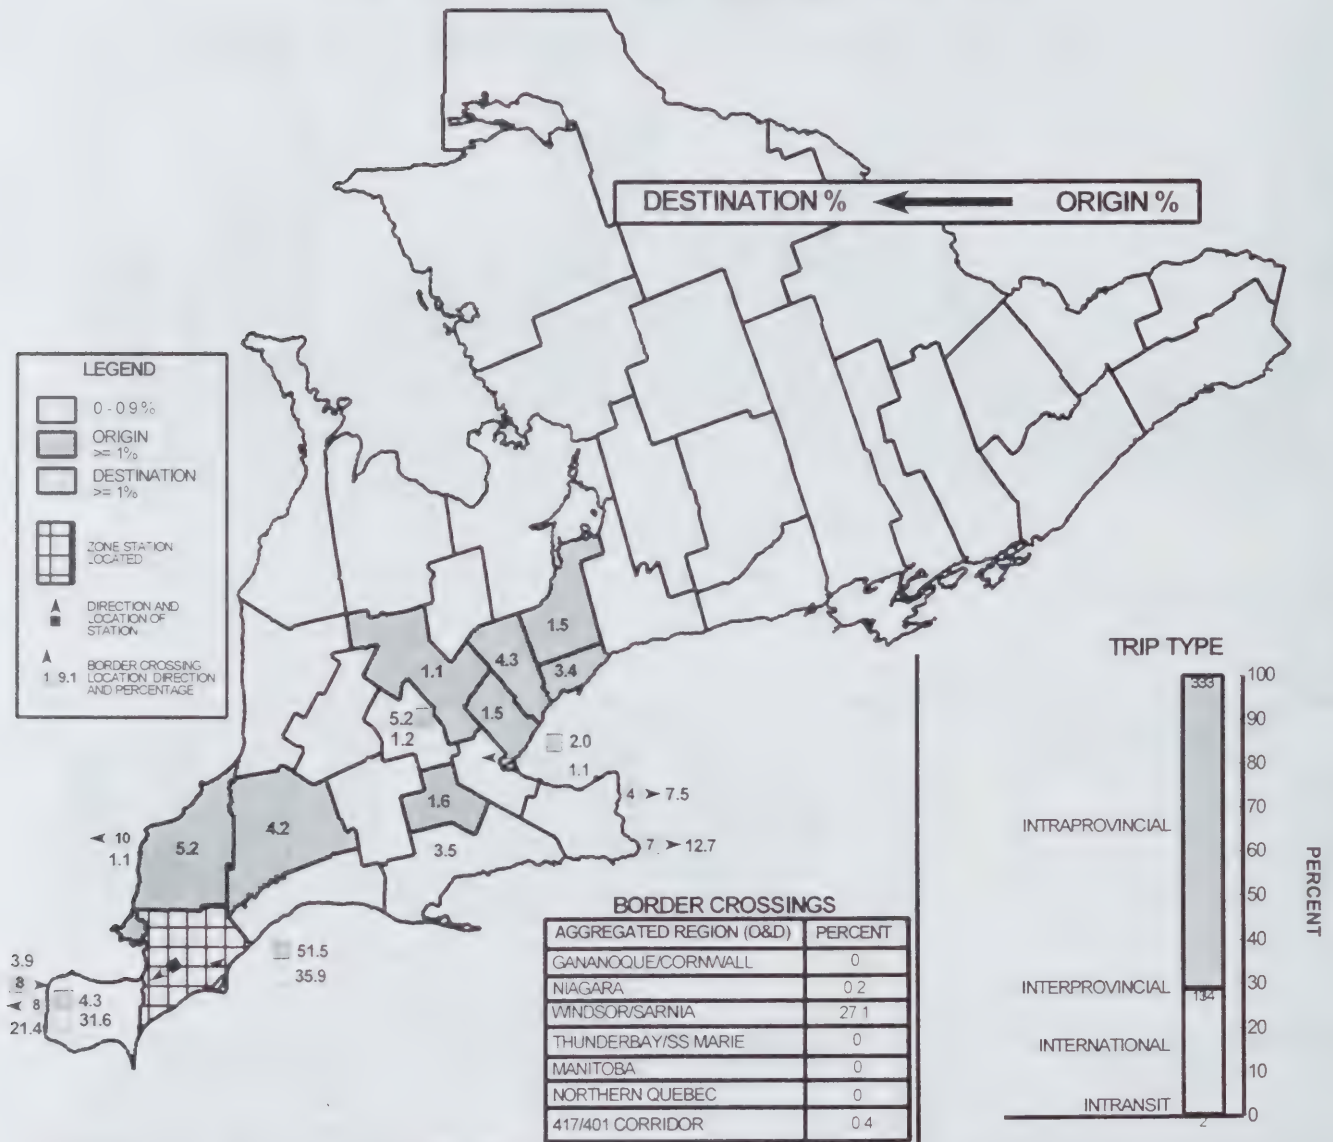 DESTINATION % ORIGIN %
LEGEND
0 - 0.9 %
ORIGIN
>= 1%
DESTINATION
>= 1%
ZONE STATION
LOCATED
DIRECTION AND
LOCATION OF
STATION
1 9.1
BORDER CROSSING
LOCATION, DIRECTION
AND PERCENTAGE
1.5
4.3
3.4
1.1
1.5
5.2
1.2
2.0
1.1
4 7.5
1.6
4.2
10
5.2
1.1
3.5
7 12.7
51.5
35.9
3.9
8
8
21.4
4.3
31.6
BORDER CROSSINGS
AGGREGATED REGION (O&D) PERCENT
GANANOQUE/CORNWALL 0
NIAGARA 0.2
WINDSOR/SARNIA 27.1
THUNDERBAY/SS MARIE 0
MANITOBA 0
NORTHERN QUEBEC 0
417/401 CORRIDOR 0.4
TRIP TYPE
333
100
90
80
70
INTRAPROVINCIAL
60
50
40
30
INTERPROVINCIAL
134
20
INTERNATIONAL
10
INTRANSIT
0
2
PERCENT